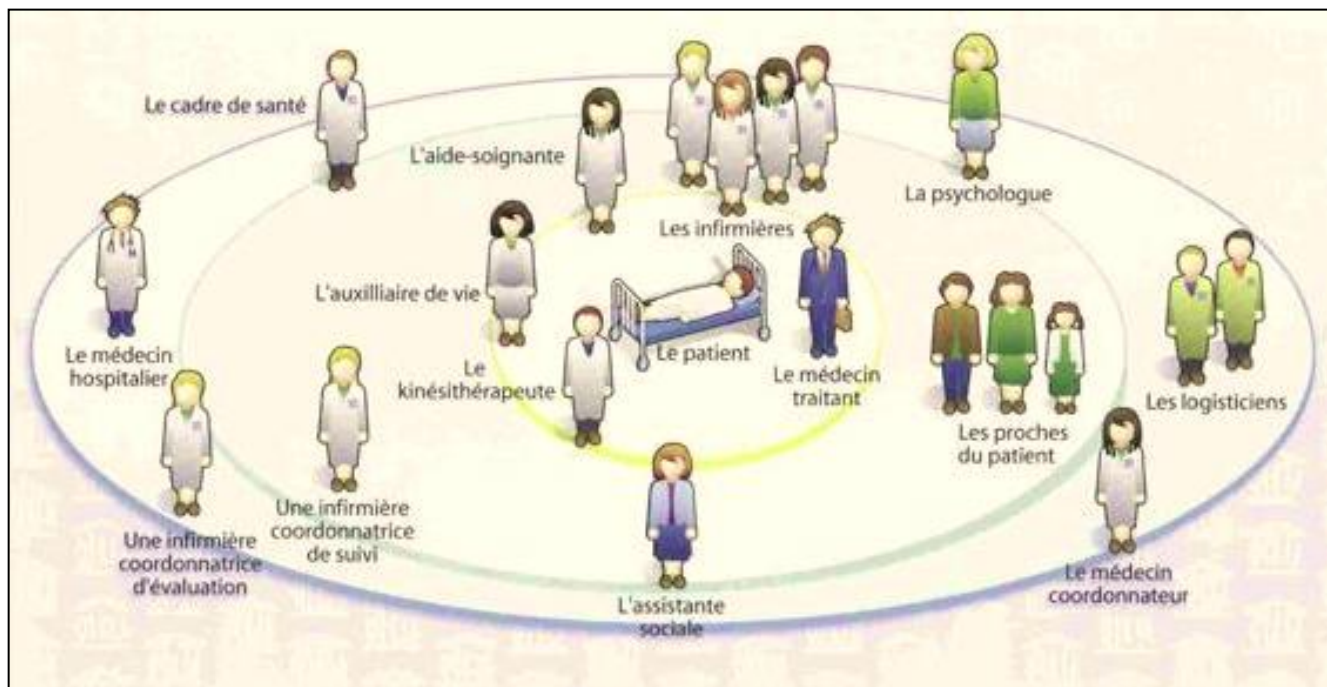 Le cadre de santé
L'aide-soignante
La psychologue
Les infirmières
L'auxilliaire de vie
Le médecin
hospitalier
Le patient
Le
kinésithérapeute
Le médecin
traitant
Les logisticiens
Les proches
du patient
Une infirmière
coordonnatrice
de suivi
Une infirmière
coordonnatrice
d'évaluation
Le médecin
coordonnateur
L'assistante
sociale